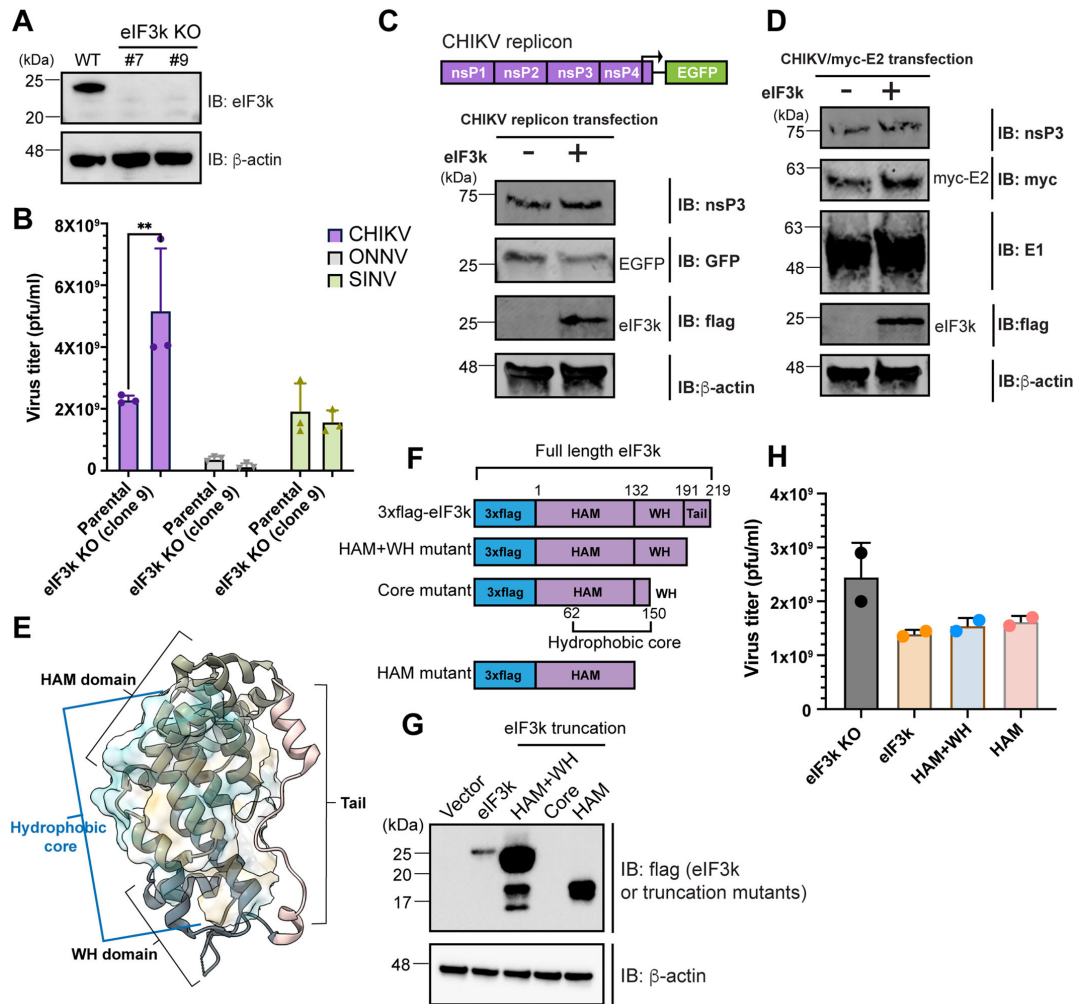 A
eIF3k KO
(kDa) WT #7 #9
25
20
IB: eIF3k
48
IB: β-actin
B
8X10⁹
6X10⁹
4X10⁹
2X10⁹
0
Virus titer (pfu/ml)
**
CHIKV
ONNV
SINV
Parental
eIF3k KO (clone 9)
Parental
eIF3k KO (clone 9)
Parental
eIF3k KO (clone 9)
C
CHIKV replicon
nsP1 nsP2 nsP3 nsP4 EGFP
CHIKV replicon transfection
eIF3k - +
(kDa)
75
IB: nsP3
25
EGFP
IB: GFP
25
eIF3k
IB: flag
48
IB:β-actin
D
CHIKV/myc-E2 transfection
eIF3k - +
(kDa)
75
IB: nsP3
63
myc-E2
IB: myc
63
48
IB: E1
25
eIF3k
IB:flag
48
IB:β-actin
E
HAM domain
Hydrophobic
core
Tail
WH domain
F
Full length eIF3k
1 132 191 219
3xflag-eIF3k 3xflag HAM WH Tail
HAM+WH mutant 3xflag HAM WH
Core mutant 3xflag HAM WH
62 150
Hydrophobic core
HAM mutant 3xflag HAM
G
eIF3k truncation
Vector eIF3k HAM+WH Core HAM
(kDa)
25
20
17
IB: flag (eIF3k
or truncation mutants)
48
IB: β-actin
H
4×10⁹
3×10⁹
2×10⁹
1×10⁹
0
Virus titer (pfu/ml)
eIF3k KO
eIF3k
HAM+WH
HAM